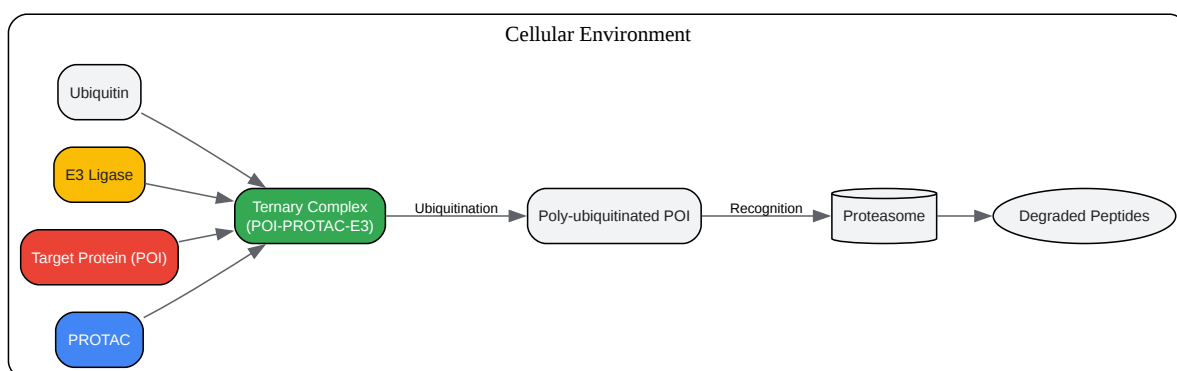 Cellular Environment
Ubiquitin
E3 Ligase
Target Protein (POI)
PROTAC
Ternary Complex
(POI-PROTAC-E3)
Ubiquitination
Poly-ubiquitinated POI
Recognition
Proteasome
Degraded Peptides